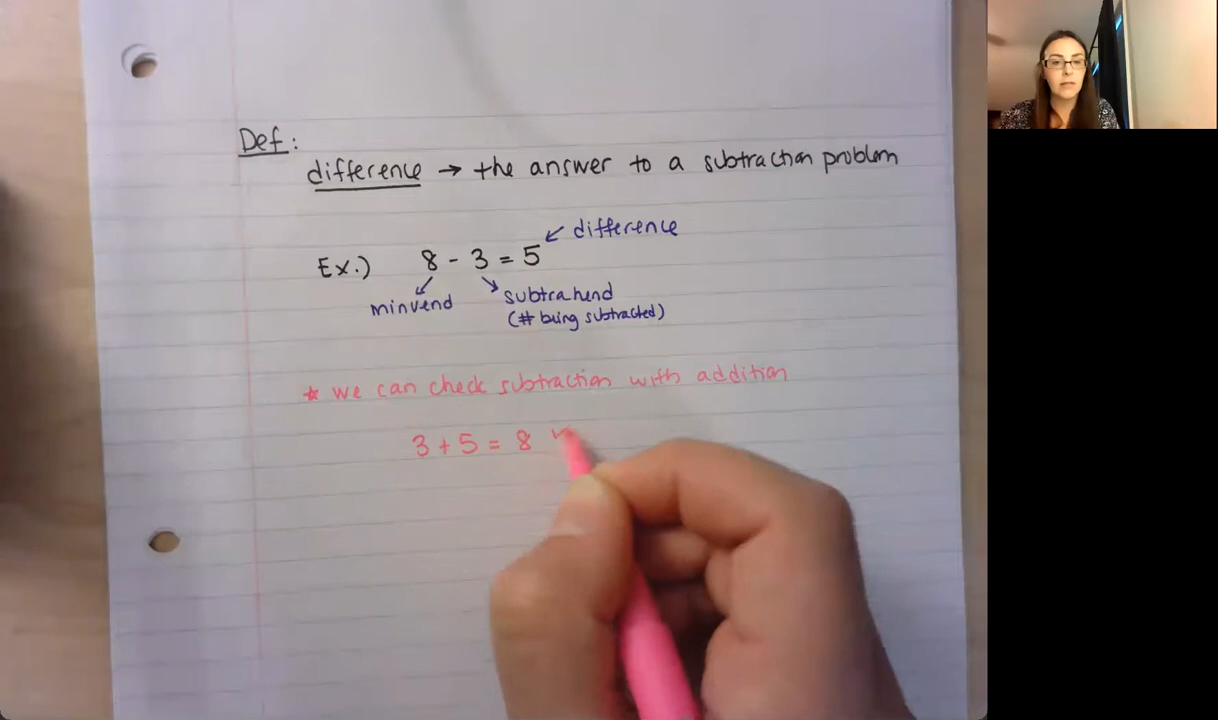 Def:
difference → the answer to a subtraction problem
↙ difference
Ex.) 8 - 3 = 5
minuend
subtrahend
(# being subtracted)
* we can check subtraction with addition
3 + 5 = 8 ✓